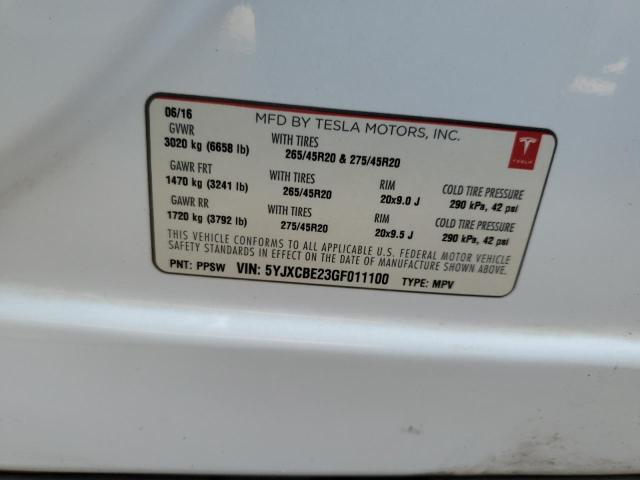 06/16 MFD BY TESLA MOTORS, INC.
GVWR WITH TIRES
3020 kg (6658 lb) 265/45R20 & 275/45R20
TESLA
GAWR FRT WITH TIRES RIM COLD TIRE PRESSURE
1470 kg (3241 lb) 265/45R20 20x9.0 J 290 kPa, 42 psi
GAWR RR WITH TIRES RIM COLD TIRE PRESSURE
1720 kg (3792 lb) 275/45R20 20x9.5 J 290 kPa, 42 psi
THIS VEHICLE CONFORMS TO ALL APPLICABLE U.S. FEDERAL MOTOR VEHICLE
SAFETY STANDARDS IN EFFECT ON THE DATE OF MANUFACTURE SHOWN ABOVE.
PNT: PPSW VIN: 5YJXCBE23GF011100 TYPE: MPV